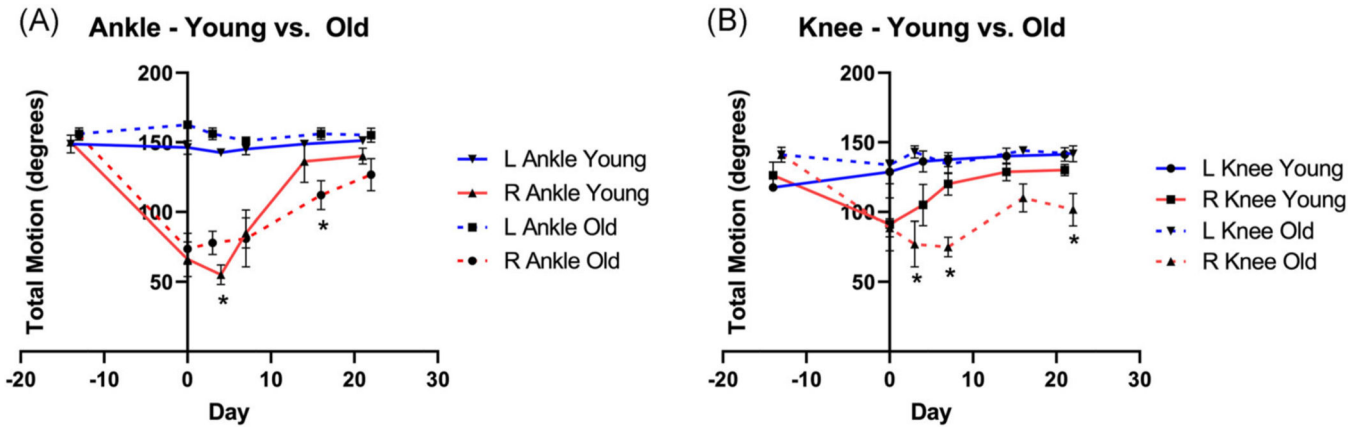 (A) Ankle - Young vs. Old
Total Motion (degrees)
200
150
100
50
-20 -10 0 10 20 30
Day
* *
L Ankle Young
R Ankle Young
L Ankle Old
R Ankle Old
(B) Knee - Young vs. Old
Total Motion (degrees)
200
150
100
50
-20 -10 0 10 20 30
Day
* * *
L Knee Young
R Knee Young
L Knee Old
R Knee Old